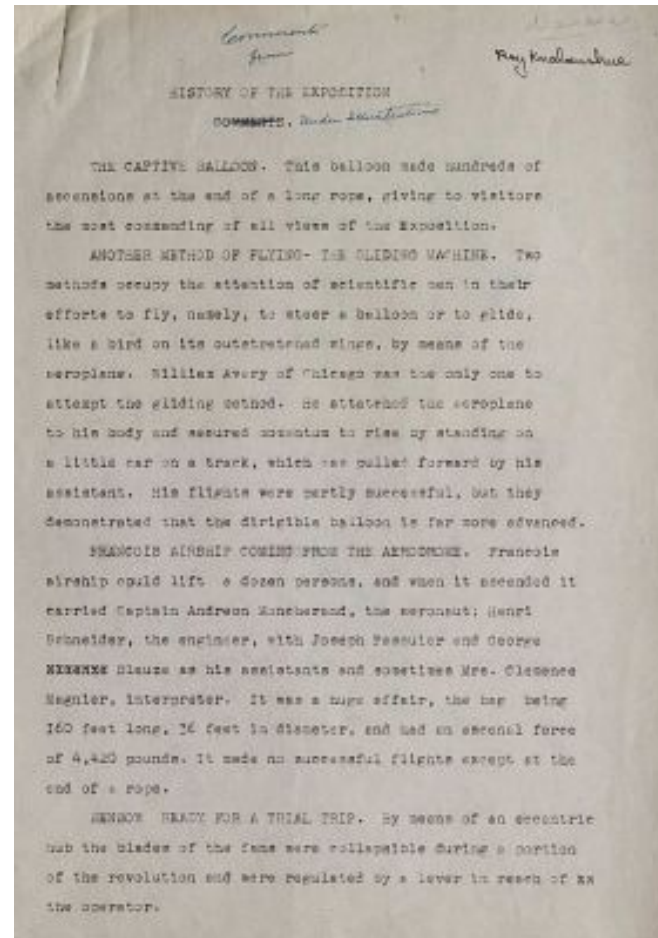 Comments
from
Roy Knabenshue
HISTORY OF THE EXPOSITION
COMMENTS. Under Illustrations
THE CAPTIVE BALLOON. This balloon made hundreds of
ascensions at the end of a long rope, giving to visitors
the most commanding of all views of the Exposition.
ANOTHER METHOD OF FLYING- THE GLIDING MACHINE. Two
methods occupy the attention of scientific men in their
efforts to fly, namely, to steer a balloon or to glide,
like a bird on its outstretched wings, by means of the
aeroplane. William Avery of Chicago was the only one to
attempt the gliding method. He attatched the aeroplane
to his body and secured momentum to rise by standing on
a little car on a track, which was pulled forward by his
assistant. His flights were partly successful, but they
demonstrated that the dirigible balloon is far more advanced.
FRANCOIS AIRSHIP COMING FROM THE AERODROME. Francois
airship could lift a dozen persons, and when it ascended it
carried Captain Andreon the aeronaut; Henri
Schneider, the engineer, with Joseph and George
XXXXXXX as his assistants and sometimes Mrs. Clemence
Magnier, interpreter. It was a huge affair, the bag being
160 feet long, 36 feet in diameter, and had an force
of 4,420 pounds. It made no successful flights except at the
end of a rope.
BENBOW READY FOR A TRIAL TRIP. By means of an eccentric
hub the blades of the fans were collapsible during a portion
of the revolution and were regulated by a lever in reach of xx
the operator.